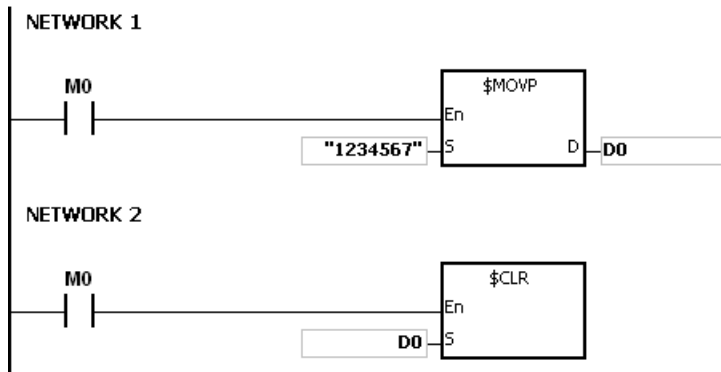 NETWORK 1
M0
$MOVP
En
"1234567" S D D0
NETWORK 2
M0
$CLR
En
D0 S